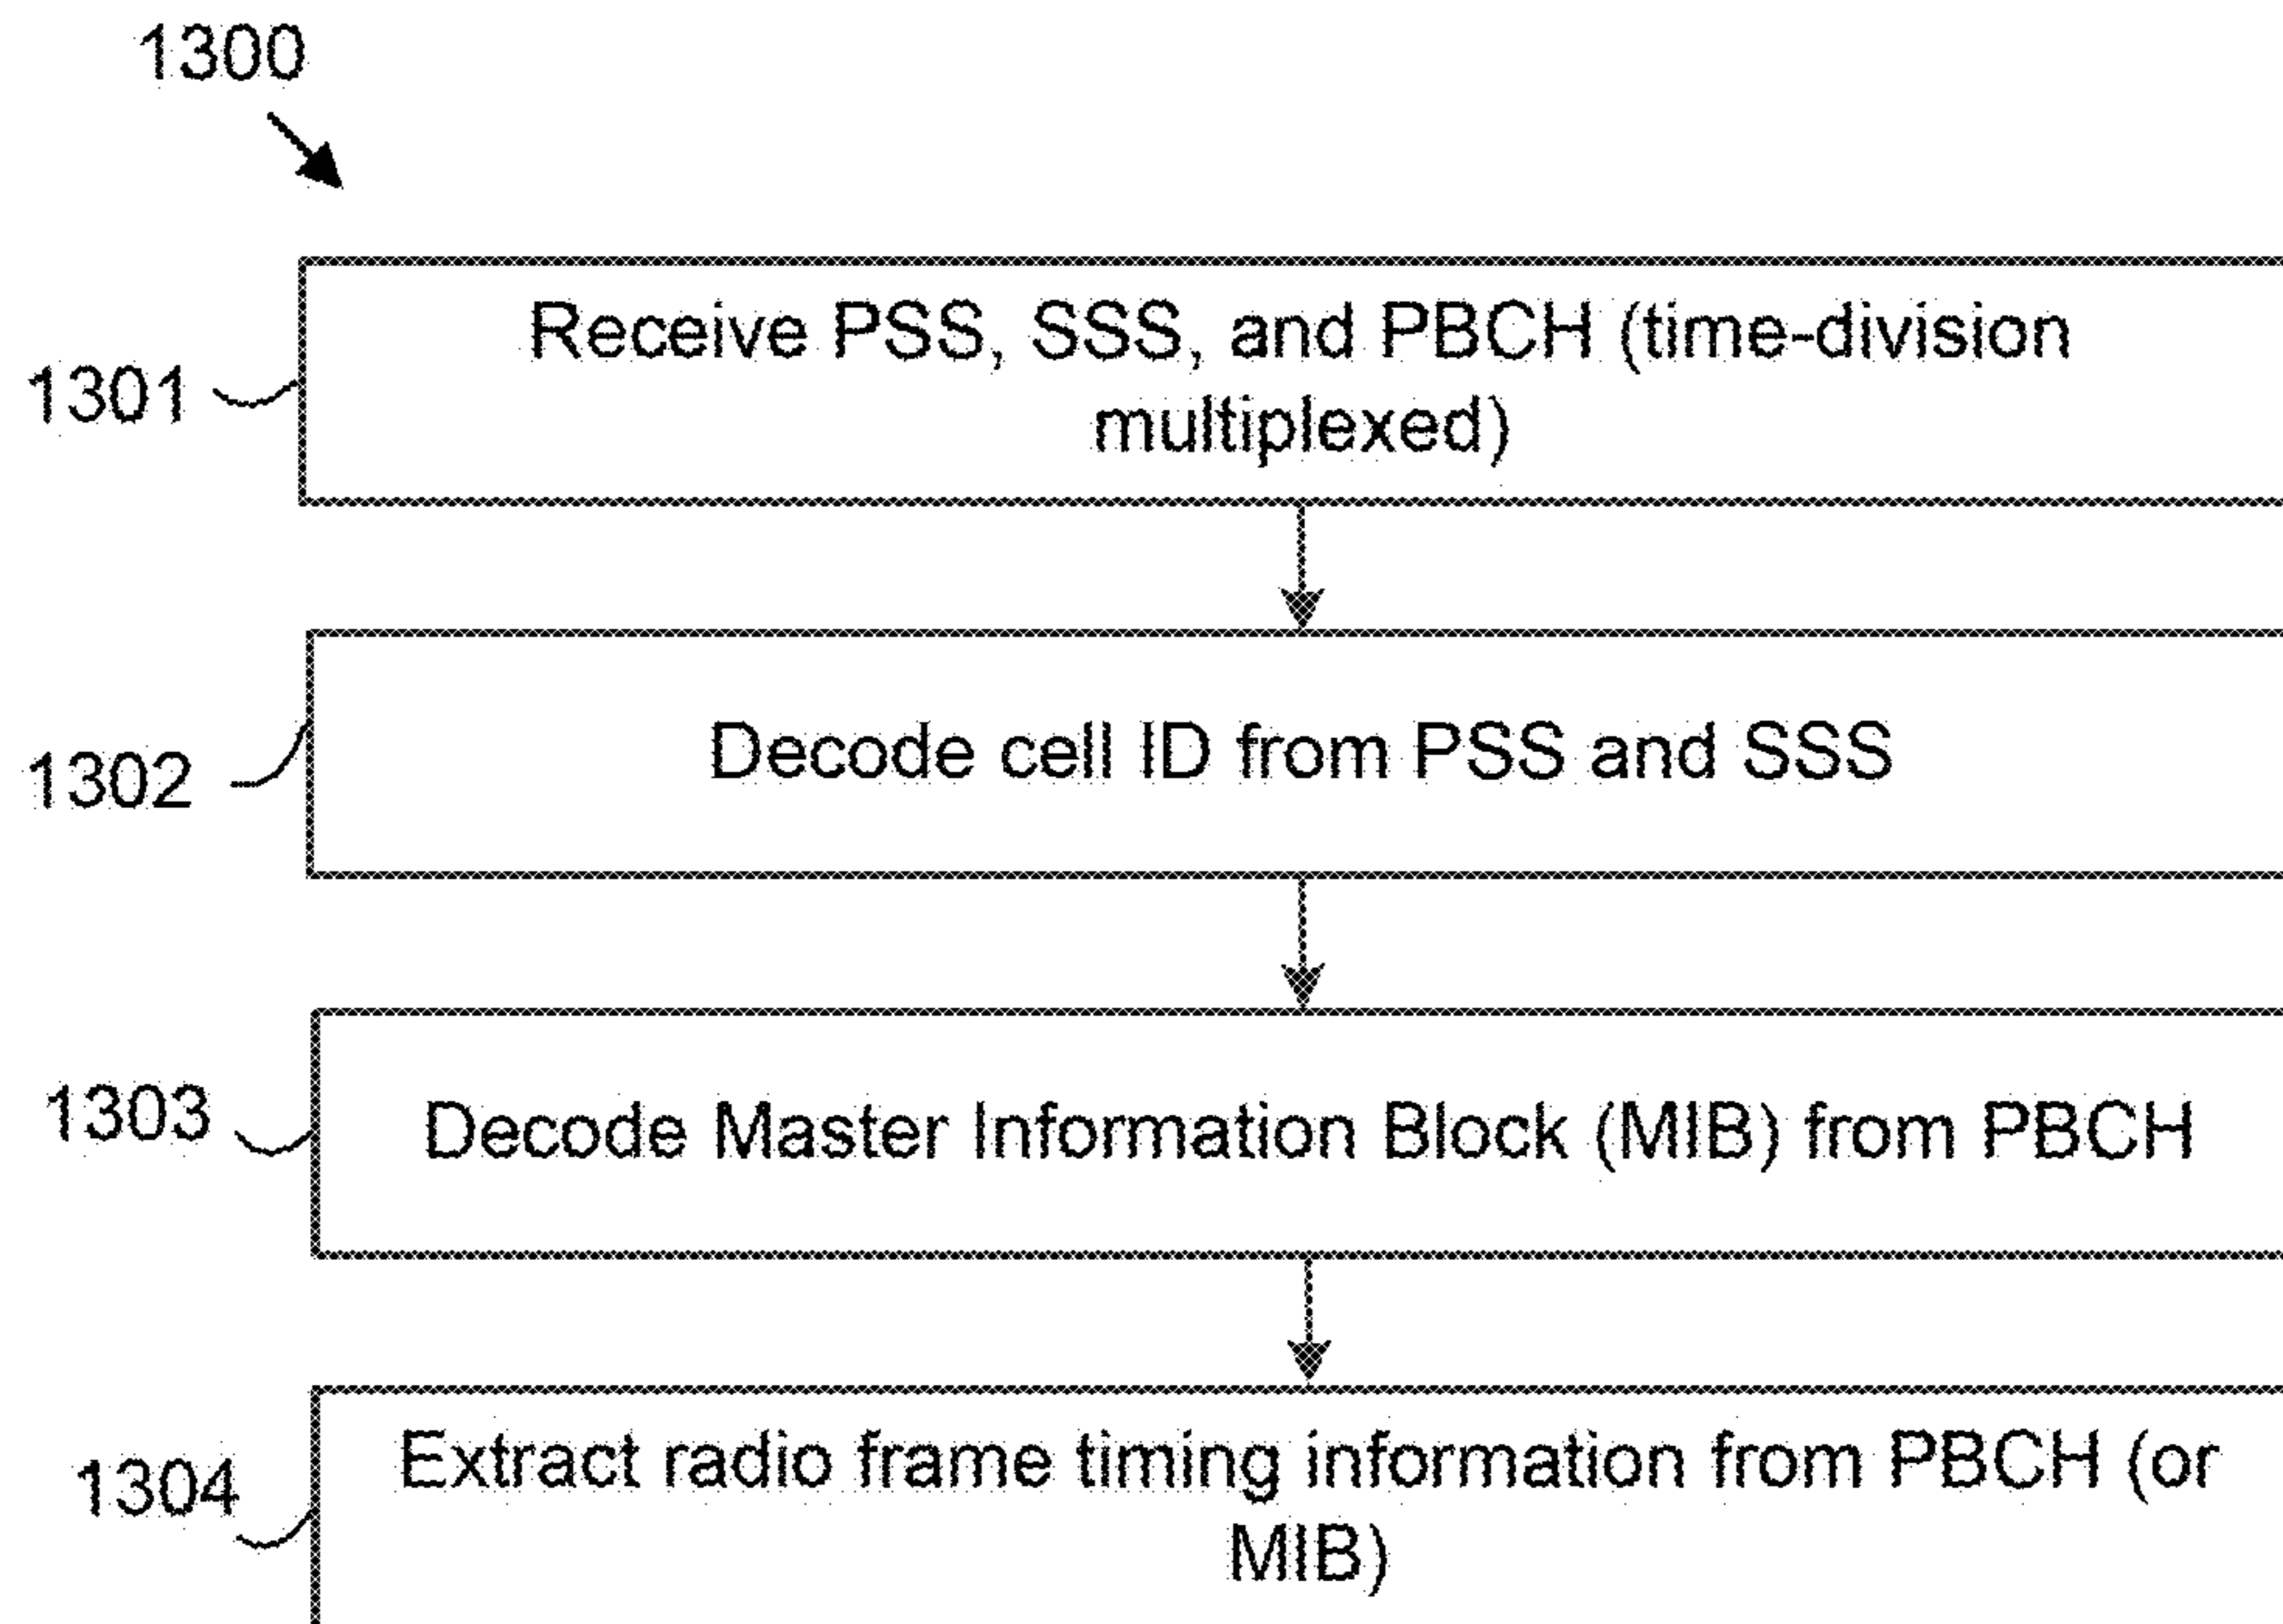 1300
1301
Receive PSS, SSS, and PBCH (time-division
multiplexed)
1302
Decode cell ID from PSS and SSS
1303
Decode Master Information Block (MIB) from PBCH
1304
Extract radio frame timing information from PBCH (or
MIB)